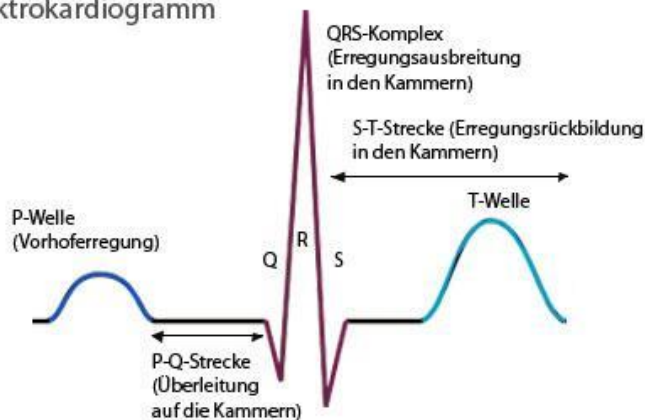 ktrokardiogramm
QRS-Komplex
(Erregungsausbreitung
in den Kammern)
S-T-Strecke (Erregungsrückbildung
in den Kammern)
T-Welle
P-Welle
(Vorhoferregung)
Q
R
S
P-Q-Strecke
(Überleitung
auf die Kammern)